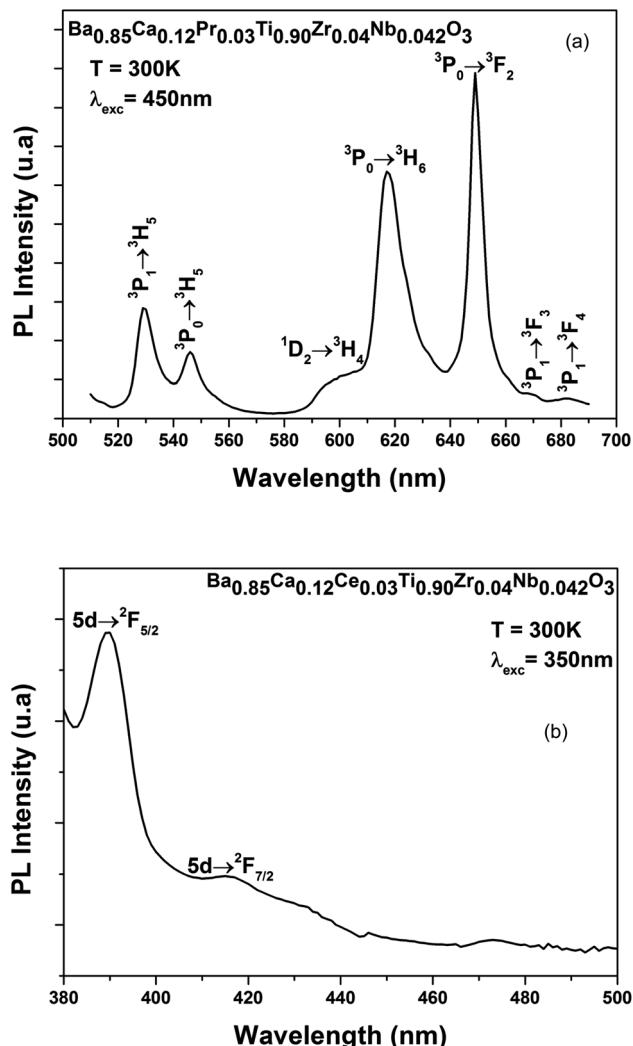 Ba0.85Ca0.12Pr0.03Ti0.90Zr0.04Nb0.042O3
(a)
T = 300K
λexc= 450nm
3P0→3F2
3P0→3H6
3P1→3H5
3P0→3H5
1D2→3H4
3P1→3F3
3P1→3F4
PL Intensity (u.a)
500 520 540 560 580 600 620 640 660 680 700
Wavelength (nm)
Ba0.85Ca0.12Ce0.03Ti0.90Zr0.04Nb0.042O3
5d→2F5/2
T = 300K
λexc= 350nm
(b)
5d→2F7/2
PL Intensity (u.a)
380 400 420 440 460 480 500
Wavelength (nm)